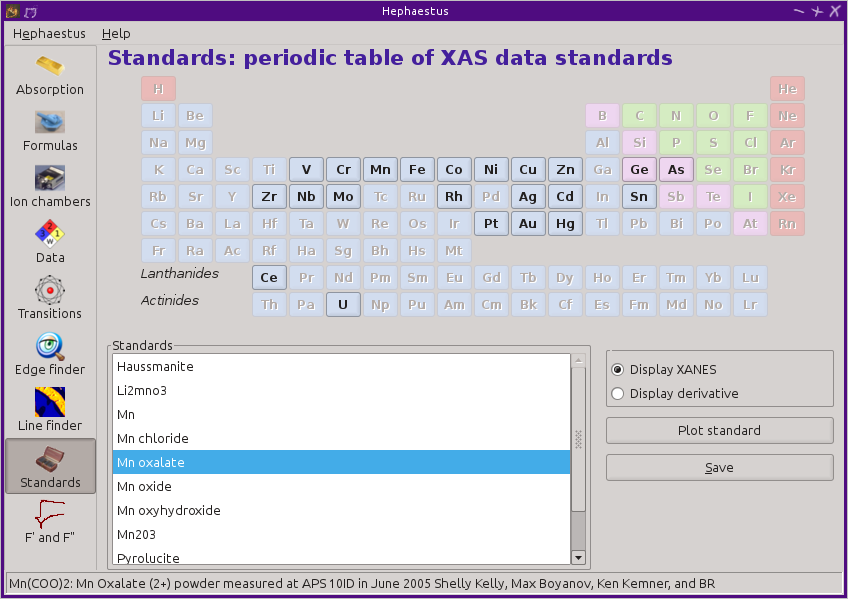 Hephaestus
Hephaestus Help
Absorption
Formulas
Ion chambers
Data
Transitions
Edge finder
Line finder
Standards
F' and F"
Standards: periodic table of XAS data standards
H He
Li Be B C N O F Ne
Na Mg Al Si P S Cl Ar
K Ca Sc Ti V Cr Mn Fe Co Ni Cu Zn Ga Ge As Se Br Kr
Rb Sr Y Zr Nb Mo Tc Ru Rh Pd Ag Cd In Sn Sb Te I Xe
Cs Ba La Hf Ta W Re Os Ir Pt Au Hg Tl Pb Bi Po At Rn
Fr Ra Ac Rf Ha Sg Bh Hs Mt
Lanthanides Ce Pr Nd Pm Sm Eu Gd Tb Dy Ho Er Tm Yb Lu
Actinides Th Pa U Np Pu Am Cm Bk Cf Es Fm Md No Lr
Standards
Haussmanite
Li2mno3
Mn
Mn chloride
Mn oxalate
Mn oxide
Mn oxyhydroxide
Mn203
Pyrolucite
Display XANES
Display derivative
Plot standard
Save
Mn(COO)2: Mn Oxalate (2+) powder measured at APS 10ID in June 2005 Shelly Kelly, Max Boyanov, Ken Kemner, and BR